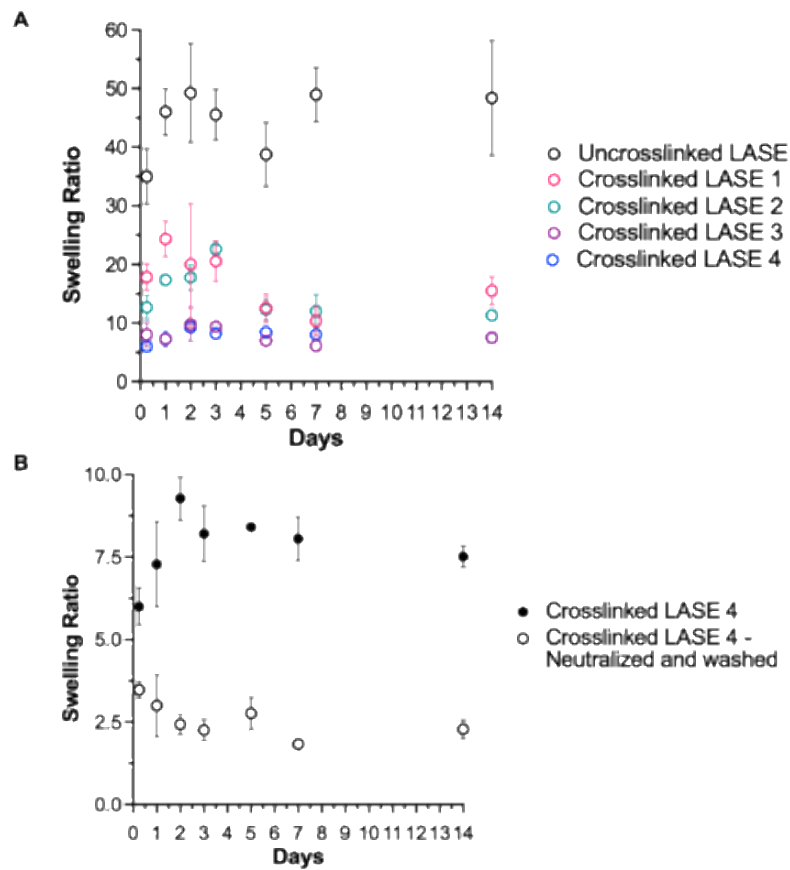 A
60
50
40
30
20
10
0
Swelling Ratio
0 1 2 3 4 5 6 7 8 9 10 11 12 13 14
Days
Uncrosslinked LASE
Crosslinked LASE 1
Crosslinked LASE 2
Crosslinked LASE 3
Crosslinked LASE 4
B
10.0
7.5
5.0
2.5
0.0
Swelling Ratio
0 1 2 3 4 5 6 7 8 9 10 11 12 13 14
Days
Crosslinked LASE 4
Crosslinked LASE 4 -
Neutralized and washed